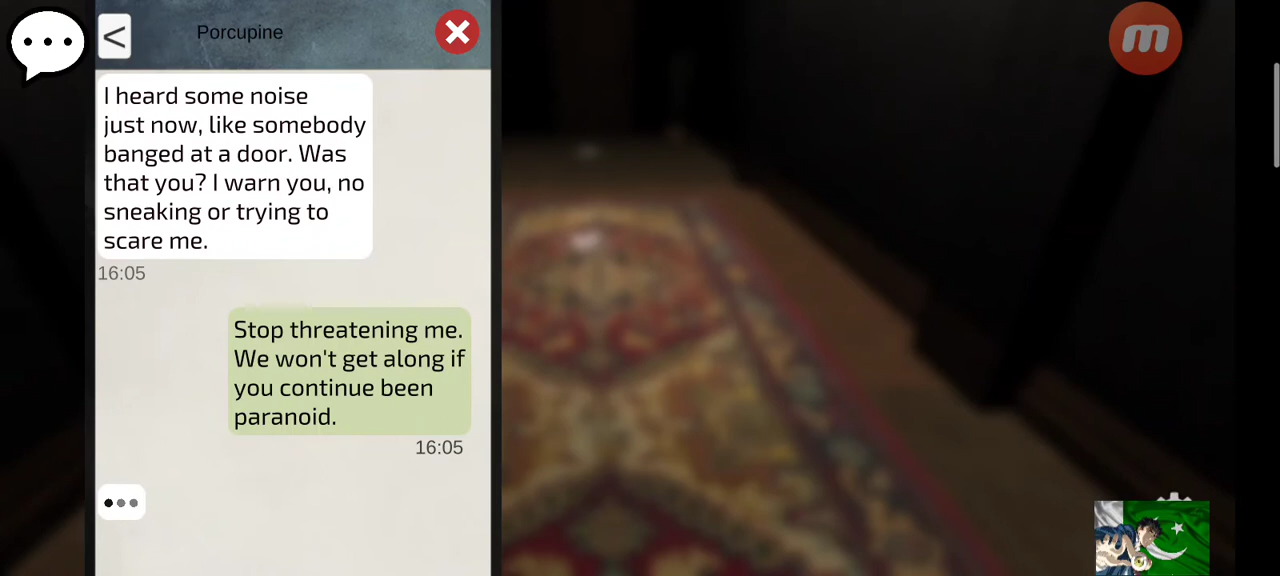 Porcupine
I heard some noise
just now, like somebody
banged at a door. Was
that you? I warn you, no
sneaking or trying to
scare me.
16:05
Stop threatening me.
We won't get along if
you continue been
paranoid.
16:05